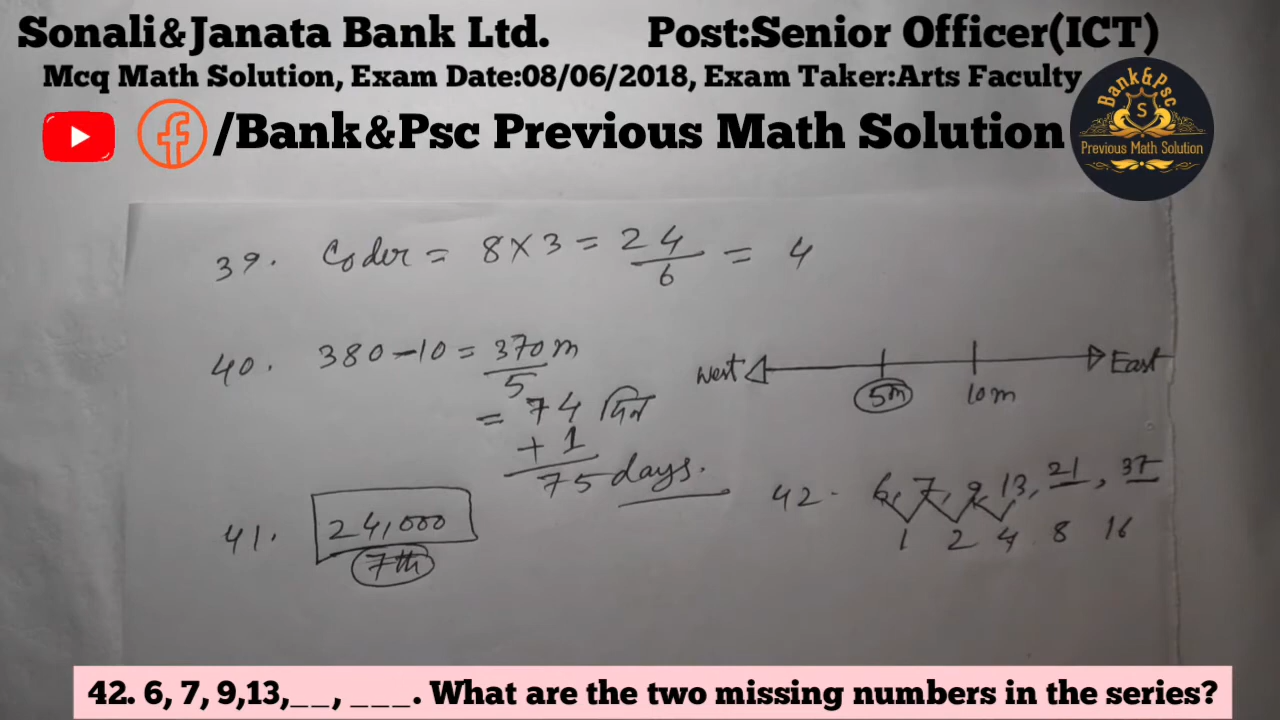 Sonali&Janata Bank Ltd. Post:Senior Officer(ICT)
Mcq Math Solution, Exam Date:08/06/2018, Exam Taker:Arts Faculty
/Bank&Psc Previous Math Solution
Bank&Psc
S
Previous Math Solution
39. Coder = 8×3 = 24/6 = 4
40. 380-10 = 370m/5
= 74 দিন
+ 1
75 days.
West 5m 10m East
41. 24,000
7th
42. 6, 7, 9, 13, 21, 37
1 2 4 8 16
42. 6, 7, 9,13,__, ___. What are the two missing numbers in the series?